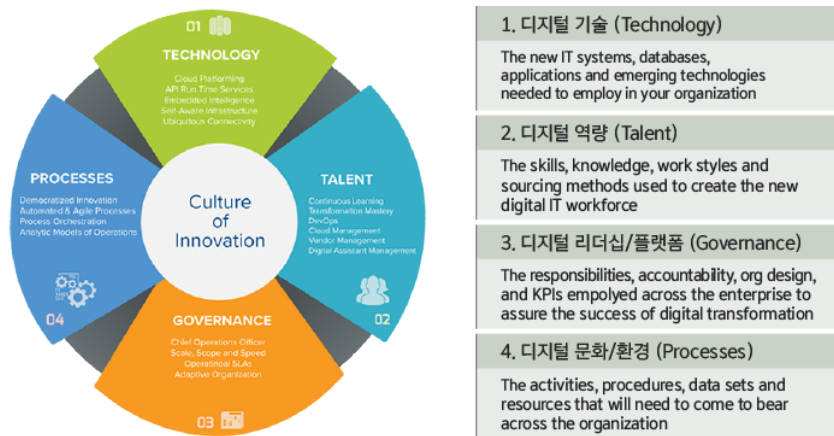 01
TECHNOLOGY
Cloud Platforming
API Run Time Services
Embedded Intelligence
Self-Aware Infrastructure
Ubiquitous Connectivity
TALENT
Continuous Learning
Transformation Mastery
DevOps
Cloud Management
Vendor Management
Digital Assistant Management
02
GOVERNANCE
Chief Operations Officer
Scale, Scope and Speed
Operational SLAs
Adaptive Organization
03
PROCESSES
Democratized Innovation
Automated & Agile Processes
Process Orchestration
Analytic Models of Operations
04
Culture
of
Innovation
1. 디지털 기술 (Technology)
The new IT systems, databases,
applications and emerging technologies
needed to employ in your organization
2. 디지털 역량 (Talent)
The skills, knowledge, work styles and
sourcing methods used to create the new
digital IT workforce
3. 디지털 리더십/플랫폼 (Governance)
The responsibilities, accountability, org design,
and KPIs empolyed across the enterprise to
assure the success of digital transformation
4. 디지털 문화/환경 (Processes)
The activities, procedures, data sets and
resources that will need to come to bear
across the organization